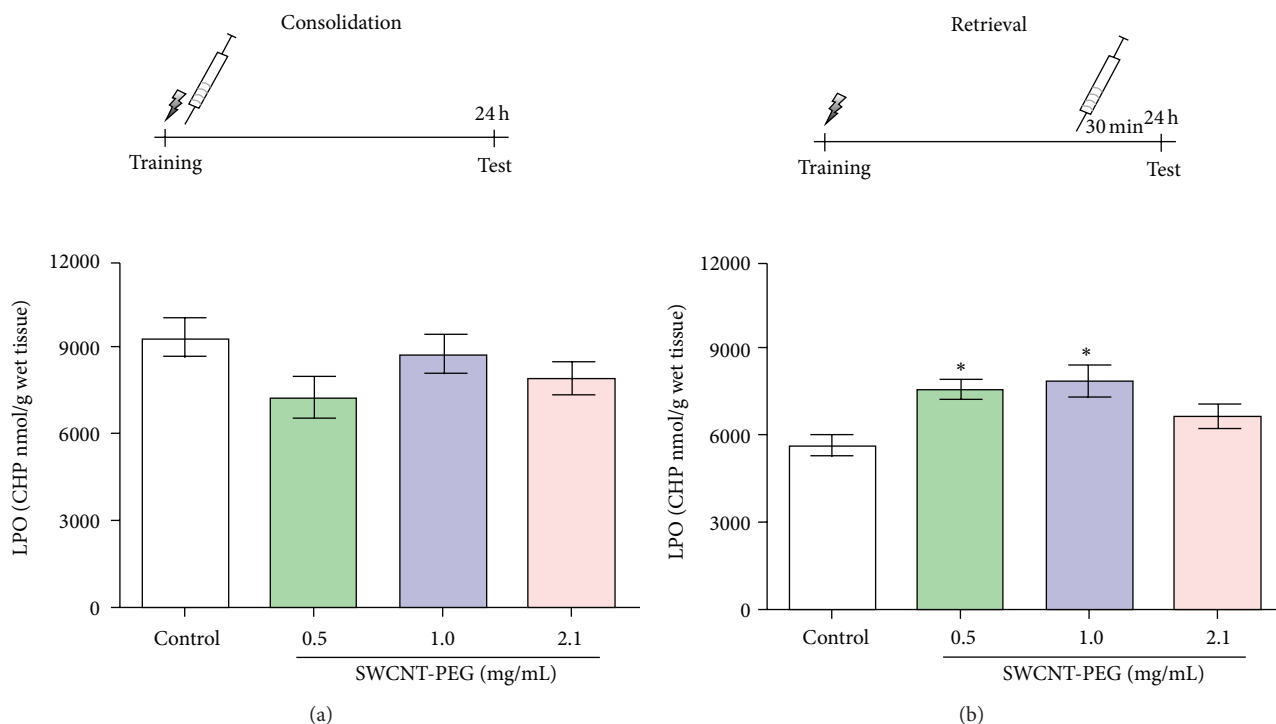 Consolidation
24 h
Training
Test
LPO (CHP nmol/g wet tissue)
12000
9000
6000
3000
0
Control
0.5
1.0
2.1
SWCNT-PEG (mg/mL)
(a)
Retrieval
30 min
24 h
Training
Test
LPO (CHP nmol/g wet tissue)
12000
9000
6000
3000
0
*
*
Control
0.5
1.0
2.1
SWCNT-PEG (mg/mL)
(b)